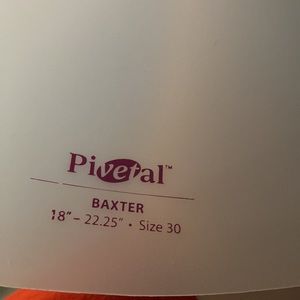 Pivetal™
BAXTER
18” – 22.25” • Size 30